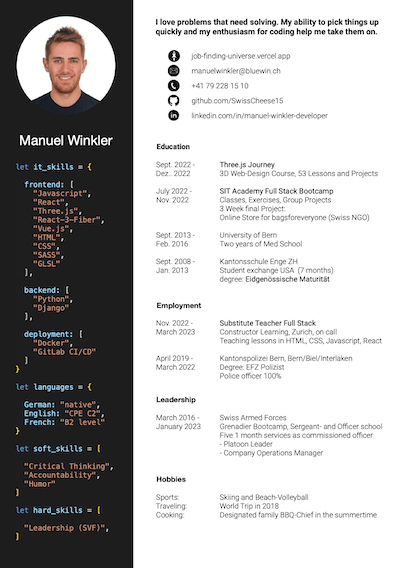 Manuel Winkler
let it_skills = {
frontend: [
"Javascript",
"React",
"Three.js",
"React-3-Fiber",
"Vue.js",
"HTML",
"CSS",
"SASS",
"GLSL"
],
backend: [
"Python",
"Django"
],
deployment: [
"Docker",
"GitLab CI/CD"
]
}
let languages = {
German: "native",
English: "CPE C2",
French: "B2 level"
}
let soft_skills = [
"Critical Thinking",
"Accountability",
"Humor"
]
let hard_skills = [
"Leadership (SVF)",
]
I love problems that need solving. My ability to pick things up
quickly and my enthusiasm for coding help me take them on.
job-finding-universe.vercel.app
manuelwinkler@bluewin.ch
+41 79 228 15 10
github.com/SwissCheese15
in linkedin.com/in/manuel-winkler-developer
Education
Sept. 2022 - Three.js Journey
Dez.. 2022 3D Web-Design Course, 53 Lessons and Projects
July 2022 - SIT Academy Full Stack Bootcamp
Nov. 2022 Classes, Exercises, Group Projects
3 Week final Project:
Online Store for bagsforeveryone (Swiss NGO)
Sept. 2013 - University of Bern
Feb. 2016 Two years of Med School
Sept. 2008 - Kantonsschule Enge ZH
Jan. 2013 Student exchange USA (7 months)
degree: Eidgenössische Maturität
Employment
Nov. 2022 - Substitute Teacher Full Stack
March 2023 Constructor Learning, Zurich, on call
Teaching lessons in HTML, CSS, Javascript, React
April 2019 - Kantonspolizei Bern, Bern/Biel/Interlaken
March 2022 Degree: EFZ Polizist
Police officer 100%
Leadership
March 2016 - Swiss Armed Forces
January 2023 Grenadier Bootcamp, Sergeant- and Officer school
Five 1 month services as commissioned officer
- Platoon Leader
- Company Operations Manager
Hobbies
Sports: Skiing and Beach-Volleyball
Traveling: World Trip in 2018
Cooking: Designated family BBQ-Chief in the summertime